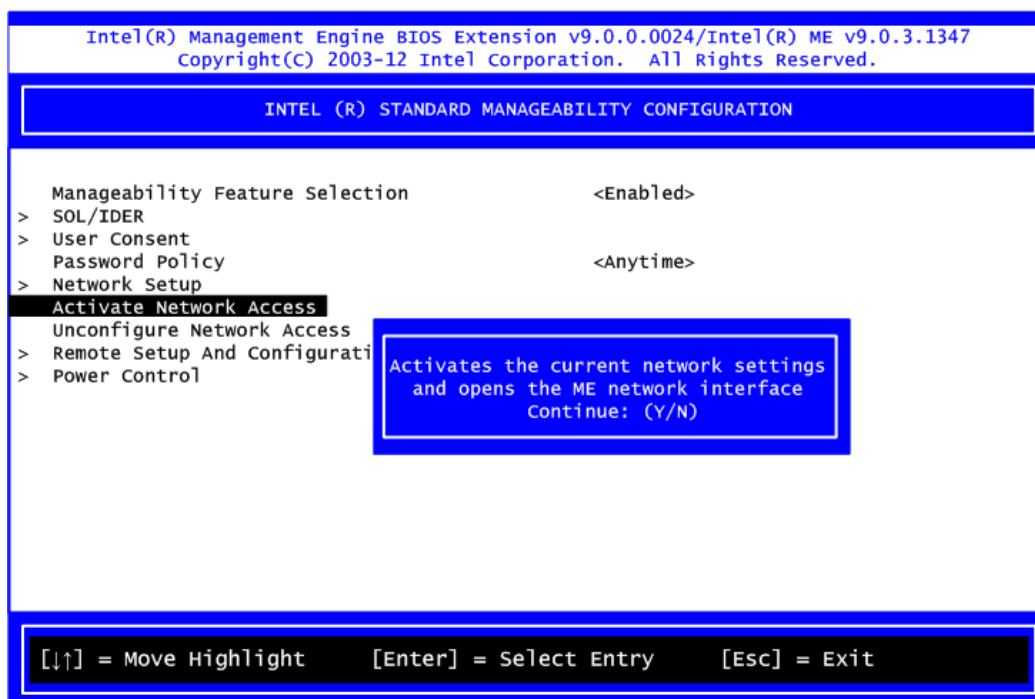 Intel(R) Management Engine BIOS Extension v9.0.0.0024/Intel(R) ME v9.0.3.1347
Copyright(C) 2003-12 Intel Corporation. All Rights Reserved.
INTEL (R) STANDARD MANAGEABILITY CONFIGURATION
Manageability Feature Selection <Enabled>
> SOL/IDER
> User Consent
Password Policy <Anytime>
> Network Setup
Activate Network Access
Unconfigure Network Access
> Remote Setup And Configurati
> Power Control
Activates the current network settings
and opens the ME network interface
Continue: (Y/N)
[↓↑] = Move Highlight [Enter] = Select Entry [Esc] = Exit